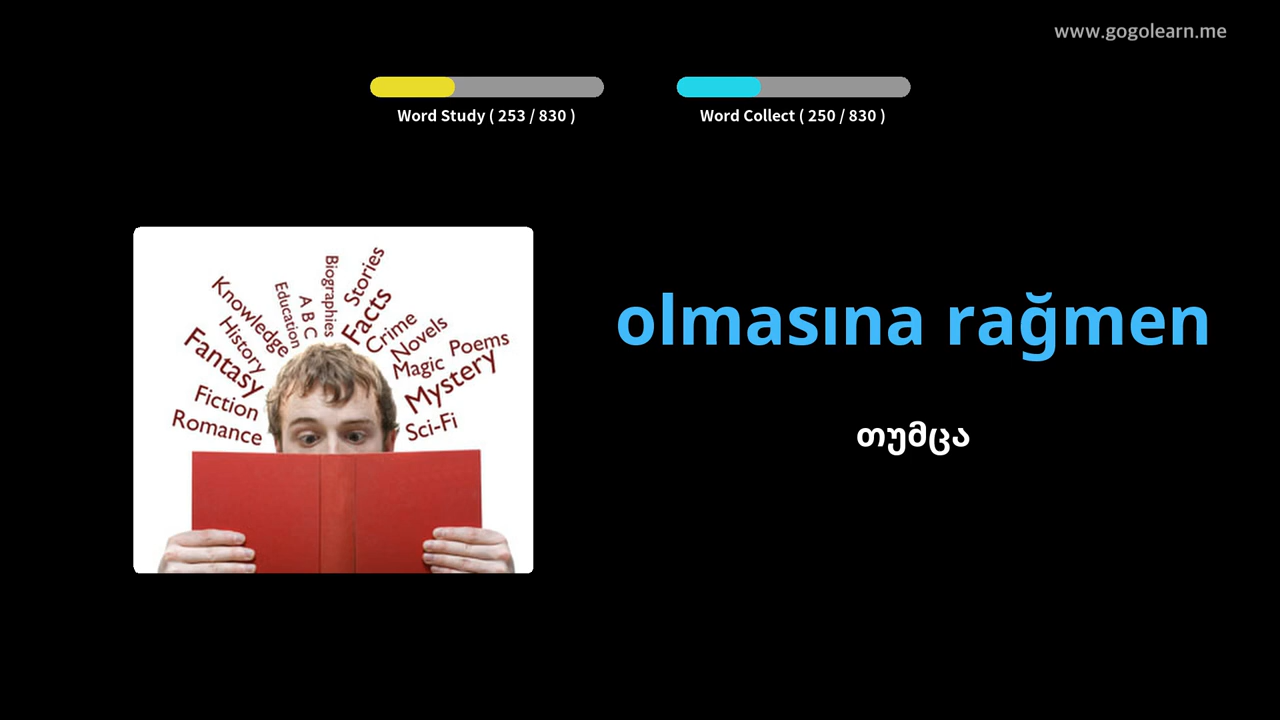 www.gogolearn.me
Word Study ( 253 / 830 )
Word Collect ( 250 / 830 )
Biographies
Stories
Education
A B C
Facts
Knowledge
Crime
Novels
History
Poems
Fantasy
Magic
Mystery
Fiction
Romance
Sci-Fi
olmasına rağmen
თუმცა